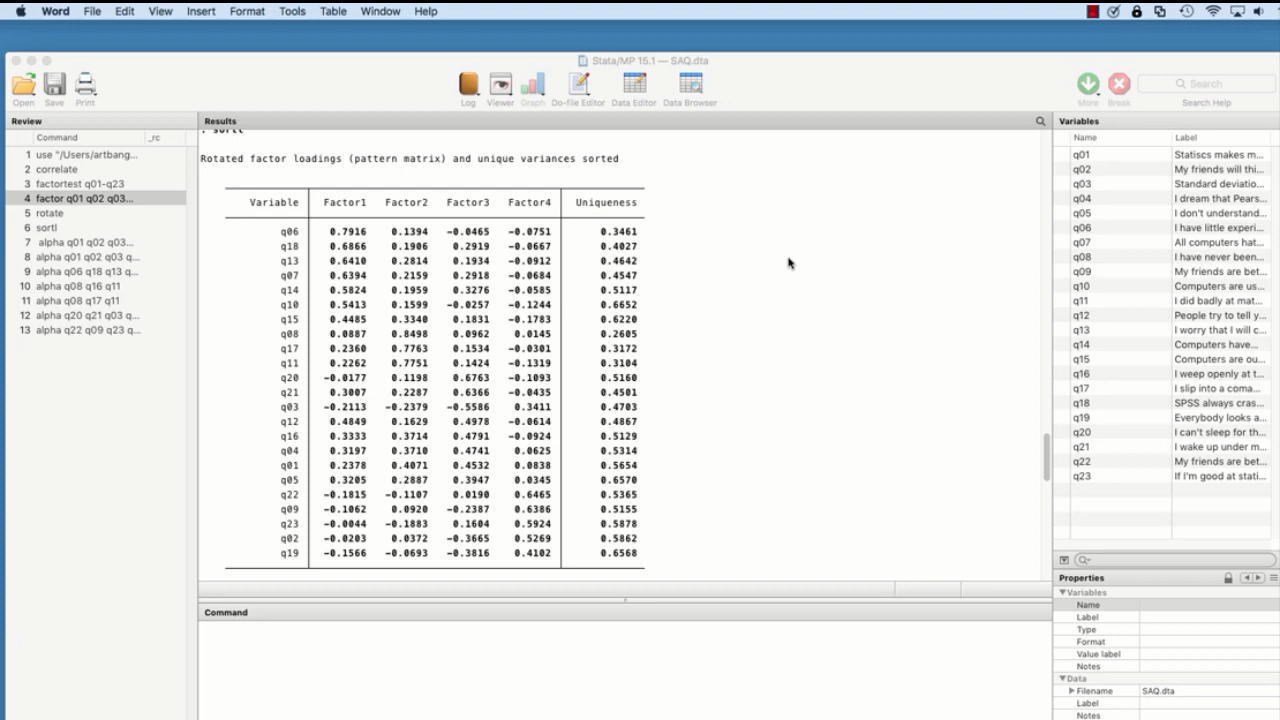 Word File Edit View Insert Format Tools Table Window Help
Stata/MP 15.1 — SAQ.dta
Open Save Print Log Viewer Graph Do-file Editor Data Editor Data Browser More Break Search
Search Help
Review
Command _rc
1 use "/Users/artbang...
2 correlate
3 factortest q01-q23
4 factor q01 q02 q03...
5 rotate
6 sortl
7 alpha q01 q02 q03...
8 alpha q01 q02 q03 q...
9 alpha q06 q18 q13 q...
10 alpha q08 q16 q11
11 alpha q08 q17 q11
12 alpha q20 q21 q03 q...
13 alpha q22 q09 q23 q...
Results
. sortl
Rotated factor loadings (pattern matrix) and unique variances sorted
Variable Factor1 Factor2 Factor3 Factor4 Uniqueness
q06 0.7916 0.1394 -0.0465 -0.0751 0.3461
q18 0.6866 0.1906 0.2919 -0.0667 0.4027
q13 0.6410 0.2814 0.1934 -0.0912 0.4642
q07 0.6394 0.2159 0.2918 -0.0684 0.4547
q14 0.5824 0.1959 0.3276 -0.0585 0.5117
q10 0.5413 0.1599 -0.0257 -0.1244 0.6652
q15 0.4485 0.3340 0.1831 -0.1783 0.6220
q08 0.0887 0.8498 0.0962 0.0145 0.2605
q17 0.2360 0.7763 0.1534 -0.0301 0.3172
q11 0.2262 0.7751 0.1424 -0.1319 0.3104
q20 -0.0177 0.1198 0.6763 -0.1093 0.5160
q21 0.3007 0.2287 0.6366 -0.0435 0.4501
q03 -0.2113 -0.2379 -0.5586 0.3411 0.4703
q12 0.4849 0.1629 0.4978 -0.0614 0.4867
q16 0.3333 0.3714 0.4791 -0.0924 0.5129
q04 0.3197 0.3710 0.4741 0.0625 0.5314
q01 0.2378 0.4071 0.4532 0.0838 0.5654
q05 0.3205 0.2887 0.3947 0.0345 0.6570
q22 -0.1815 -0.1107 0.0190 0.6465 0.5365
q09 -0.1062 0.0920 -0.2387 0.6386 0.5155
q23 -0.0044 -0.1883 0.1604 0.5924 0.5878
q02 -0.0203 0.0372 -0.3665 0.5269 0.5862
q19 -0.1566 -0.0693 -0.3816 0.4102 0.6568
Command
Variables
Name Label
q01 Statiscs makes m...
q02 My friends will thi...
q03 Standard deviatio...
q04 I dream that Pears...
q05 I don't understand...
q06 I have little experi...
q07 All computers hat...
q08 I have never been...
q09 My friends are bet...
q10 Computers are us...
q11 I did badly at mat...
q12 People try to tell y...
q13 I worry that I will c...
q14 Computers have...
q15 Computers are ou...
q16 I weep openly at t...
q17 I slip into a coma...
q18 SPSS always cras...
q19 Everybody looks a...
q20 I can't sleep for th...
q21 I wake up under m...
q22 My friends are bet...
q23 If I'm good at stati...
Properties
Variables
Name
Label
Type
Format
Value label
Notes
Data
Filename SAQ.dta
Label
Notes